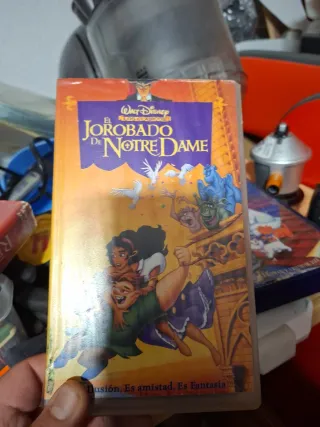 WALT DISNEY
EL
JOROBADO
DE NOTRE DAME
Ilusión. Es amistad. Es Fantasía